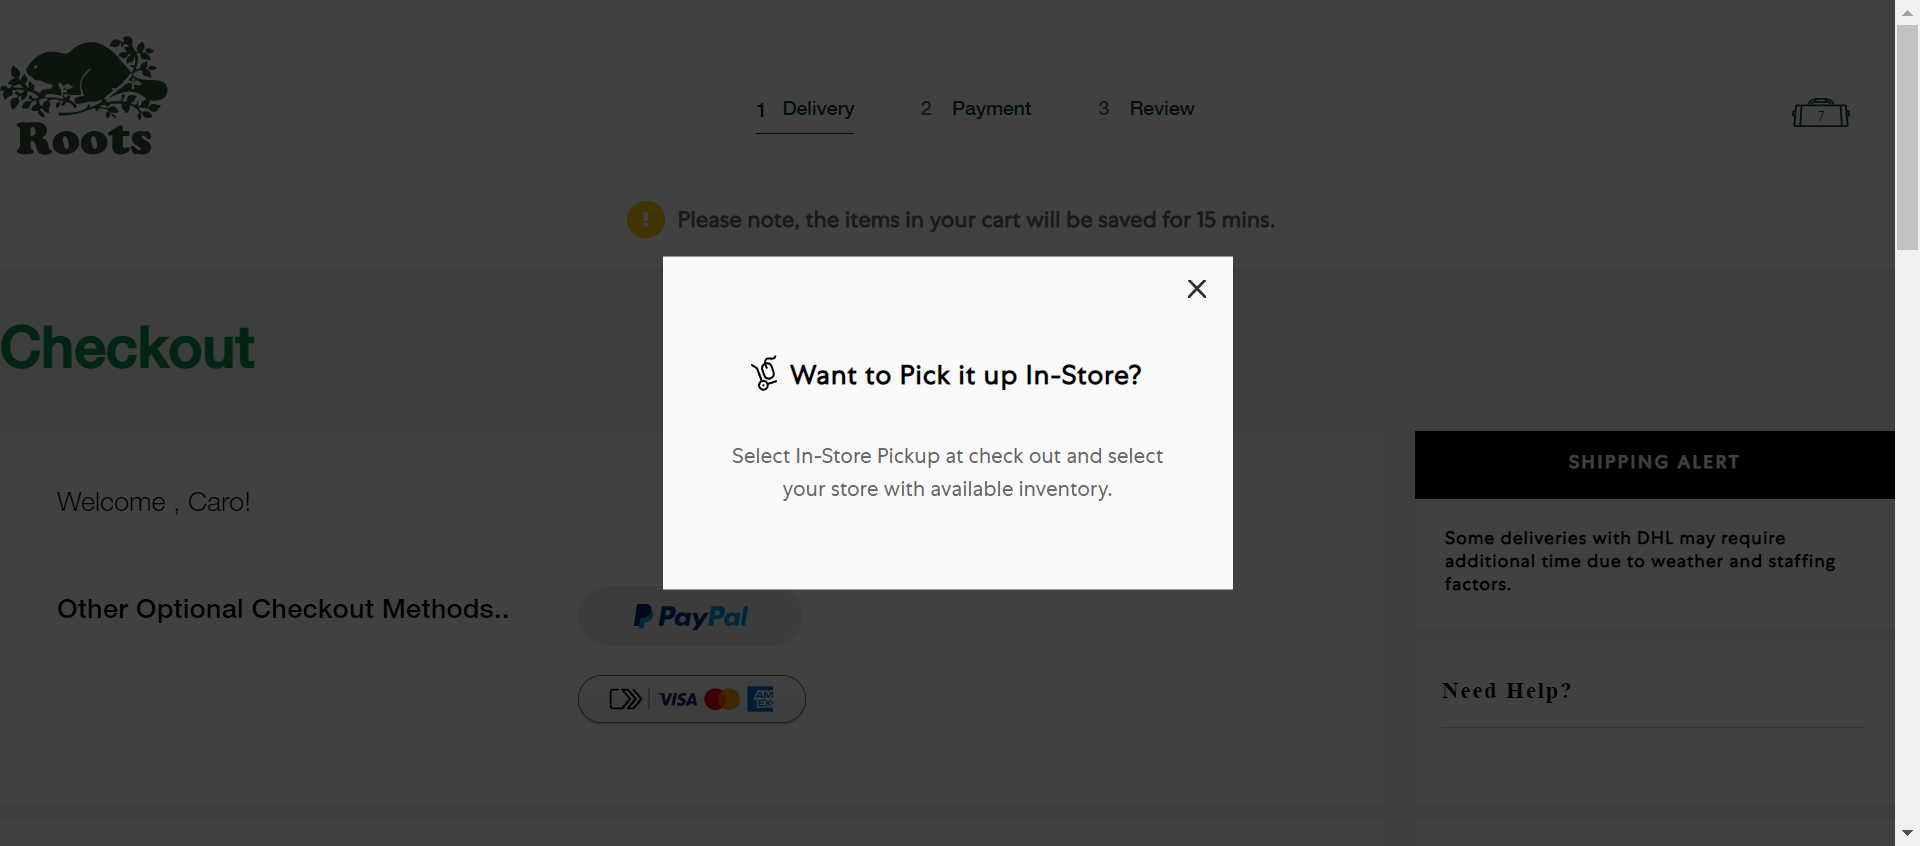 Roots
1 Delivery 2 Payment 3 Review
7
! Please note, the items in your cart will be saved for 15 mins.
Checkout
Want to Pick it up In-Store?
Select In-Store Pickup at check out and select
your store with available inventory.
Welcome , Caro!
Other Optional Checkout Methods..
PayPal
VISA AMEX
SHIPPING ALERT
Some deliveries with DHL may require
additional time due to weather and staffing
factors.
Need Help?